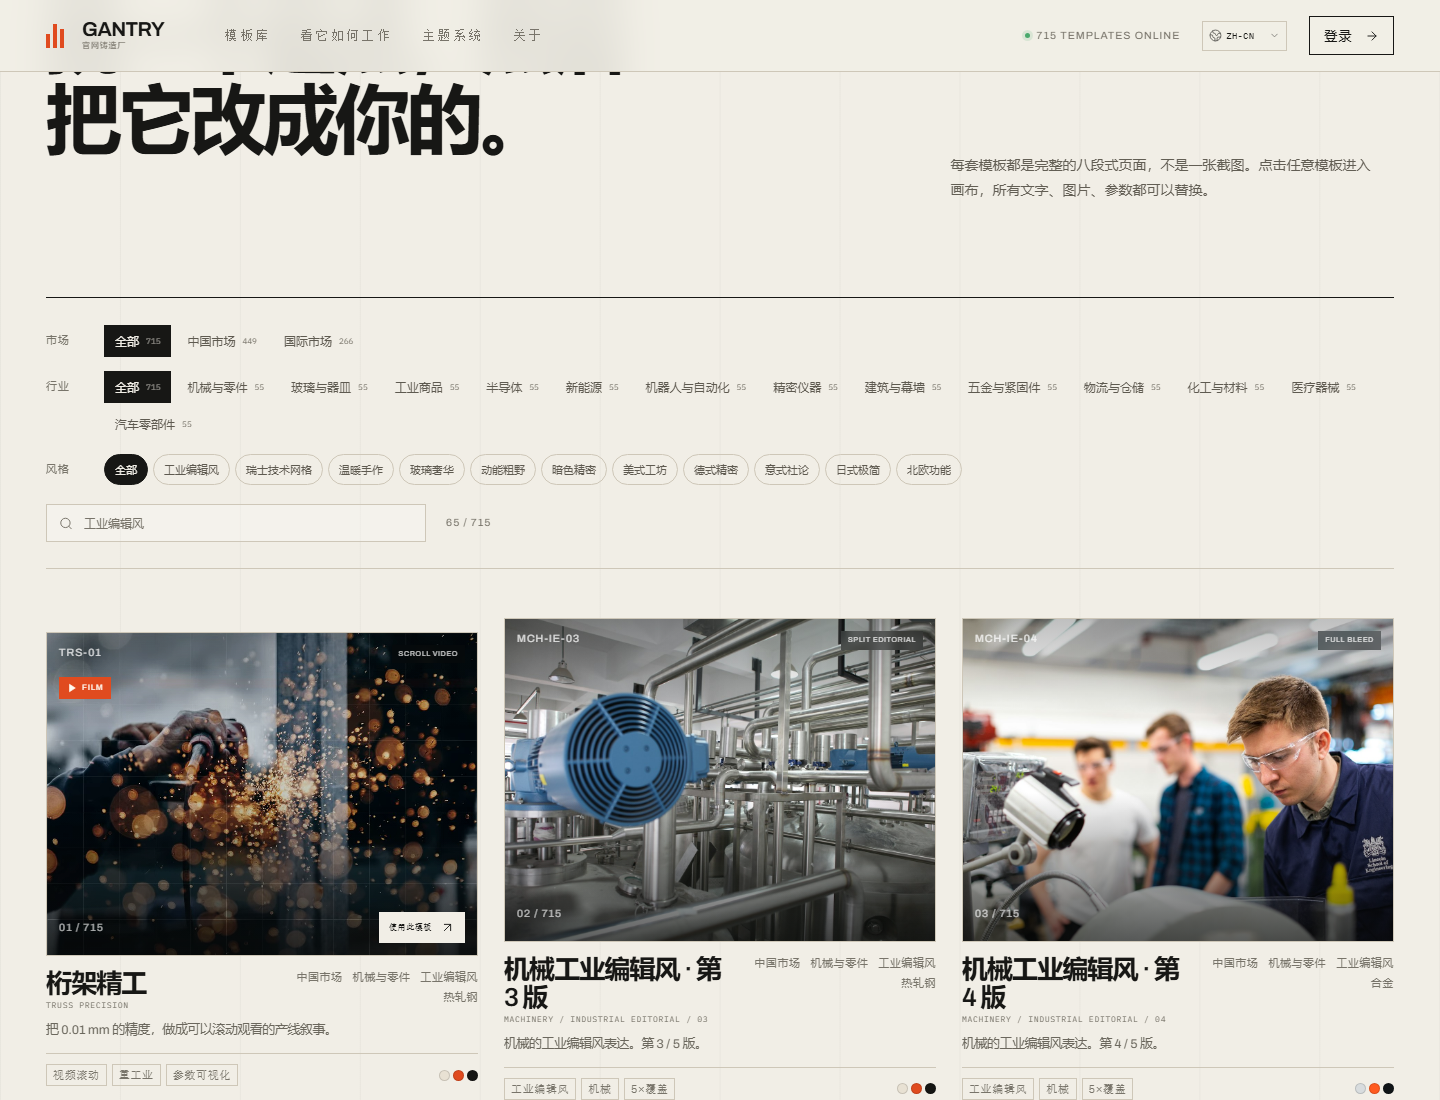 GANTRY
官网铸造厂
模板库 看它如何工作 主题系统 关于
715 TEMPLATES ONLINE
ZH-CN
登录
把它改成你的。
每套模板都是完整的八段式页面，不是一张截图。点击任意模板进入
画布，所有文字、图片、参数都可以替换。
市场 全部 715 中国市场 449 国际市场 266
行业 全部 715 机械与零件 55 玻璃与器皿 55 工业商品 55 半导体 55 新能源 55 机器人与自动化 55 精密仪器 55 建筑与幕墙 55 五金与紧固件 55 物流与仓储 55 化工与材料 55 医疗器械 55
汽车零部件 55
风格 全部 工业编辑风 瑞士技术网格 温暖手作 玻璃奢华 动能粗野 暗色精密 美式工坊 德式精密 意式社论 日式极简 北欧功能
工业编辑风
65 / 715
TRS-01
SCROLL VIDEO
FILM
01 / 715
使用此模板
桁架精工
TRUSS PRECISION
中国市场 机械与零件 工业编辑风
热轧钢
把 0.01 mm 的精度，做成可以滚动观看的产线叙事。
视频滚动 重工业 参数可视化
MCH-IE-03
SPLIT EDITORIAL
02 / 715
机械工业编辑风 · 第
3 版
MACHINERY / INDUSTRIAL EDITORIAL / 03
中国市场 机械与零件 工业编辑风
热轧钢
机械的工业编辑风表达。第 3 / 5 版。
工业编辑风 机械 5×覆盖
MCH-IE-04
FULL BLEED
03 / 715
机械工业编辑风 · 第
4 版
MACHINERY / INDUSTRIAL EDITORIAL / 04
中国市场 机械与零件 工业编辑风
合金
机械的工业编辑风表达。第 4 / 5 版。
工业编辑风 机械 5×覆盖